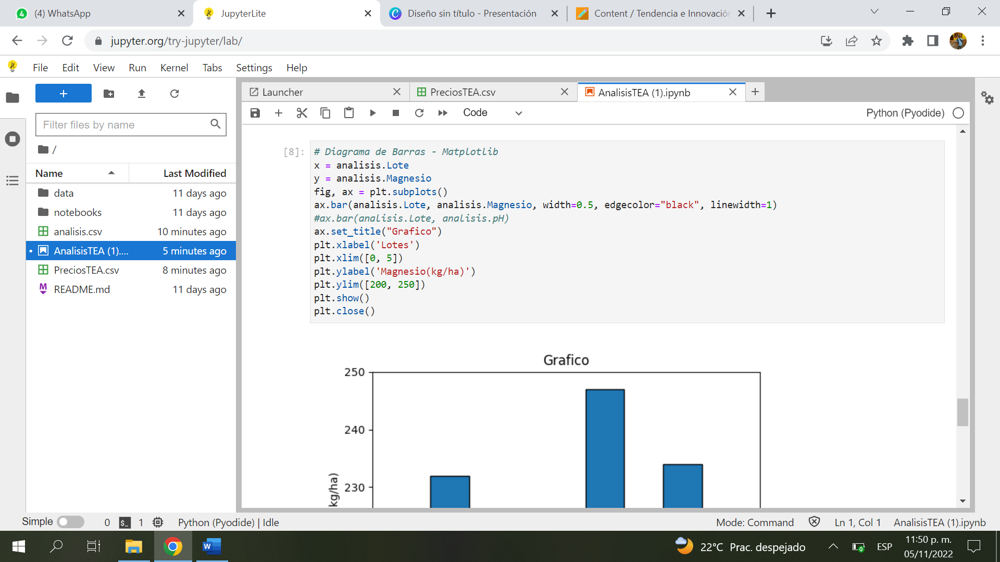 4 (4) WhatsApp
JupyterLite
Diseño sin título - Presentación
Content / Tendencia e Innovación
jupyter.org/try-jupyter/lab/
File Edit View Run Kernel Tabs Settings Help
Launcher
PreciosTEA.csv
AnalisisTEA (1).ipynb
Code
Python (Pyodide)
Filter files by name
/
Name Last Modified
data 11 days ago
notebooks 11 days ago
analisis.csv 10 minutes ago
AnalisisTEA (1).... 5 minutes ago
PreciosTEA.csv 8 minutes ago
README.md 11 days ago
[8]:
# Diagrama de Barras - Matplotlib
x = analisis.Lote
y = analisis.Magnesio
fig, ax = plt.subplots()
ax.bar(analisis.Lote, analisis.Magnesio, width=0.5, edgecolor="black", linewidth=1)
#ax.bar(analisis.Lote, analisis.pH)
ax.set_title("Grafico")
plt.xlabel('Lotes')
plt.xlim([0, 5])
plt.ylabel('Magnesio(kg/ha)')
plt.ylim([200, 250])
plt.show()
plt.close()
Grafico
250
240
230
kg/ha)
Simple 0 $_ 1 Python (Pyodide) | Idle
Mode: Command Ln 1, Col 1 AnalisisTEA (1).ipynb
W
22°C Prac. despejado
ESP
11:50 p. m.
05/11/2022